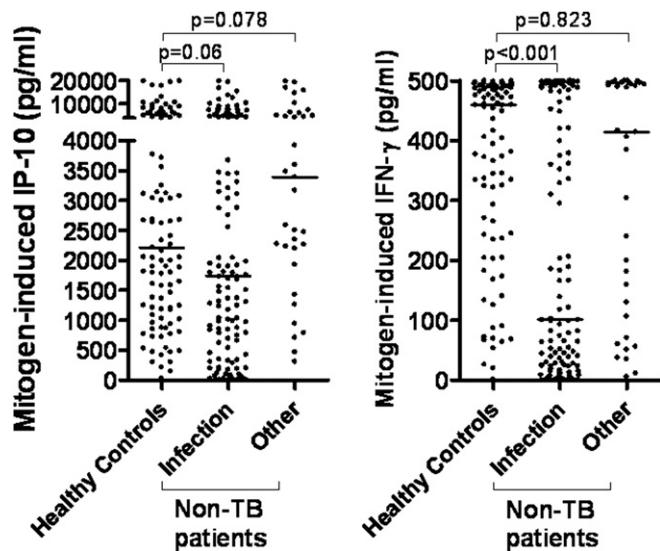 p=0.078
p=0.06
Mitogen-induced IP-10 (pg/ml)
20000
10000
4000
3500
3000
2500
2000
1500
1000
500
0
Healthy Controls
Infection
Other
Non-TB
patients
p=0.823
p<0.001
Mitogen-induced IFN-γ (pg/ml)
500
400
300
200
100
0
Healthy Controls
Infection
Other
Non-TB
patients